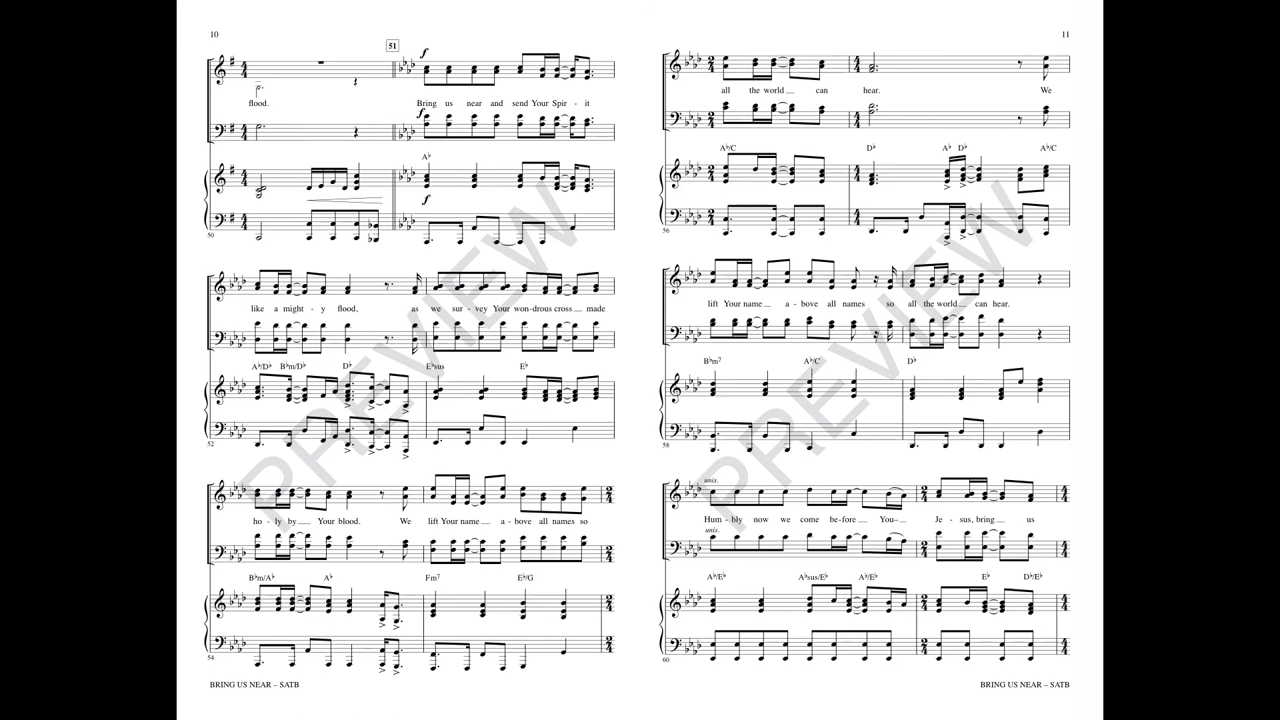 10
51
f
flood. Bring us near and send Your Spir - it
f
A♭
f
50
like a might - y flood, as we sur - vey Your won-drous cross made
A♭/D♭ B♭m/D♭ D♭ E♭sus E♭
52
ho - ly by Your blood. We lift Your name a - bove all names so
B♭m/A♭ A♭ Fm7 E♭/G
54
BRING US NEAR – SATB
11
all the world can hear. We
A♭/C D♭ A♭ D♭ A♭/C
56
lift Your name a - bove all names so all the world can hear.
B♭m7 A♭/C D♭
58
unis.
Hum - bly now we come be-fore You– Je - sus, bring us
unis.
A♭/E♭ A♭sus/E♭ A♭/E♭ E♭ D♭/E♭
60
BRING US NEAR – SATB
PREVIEW
PREVIEW